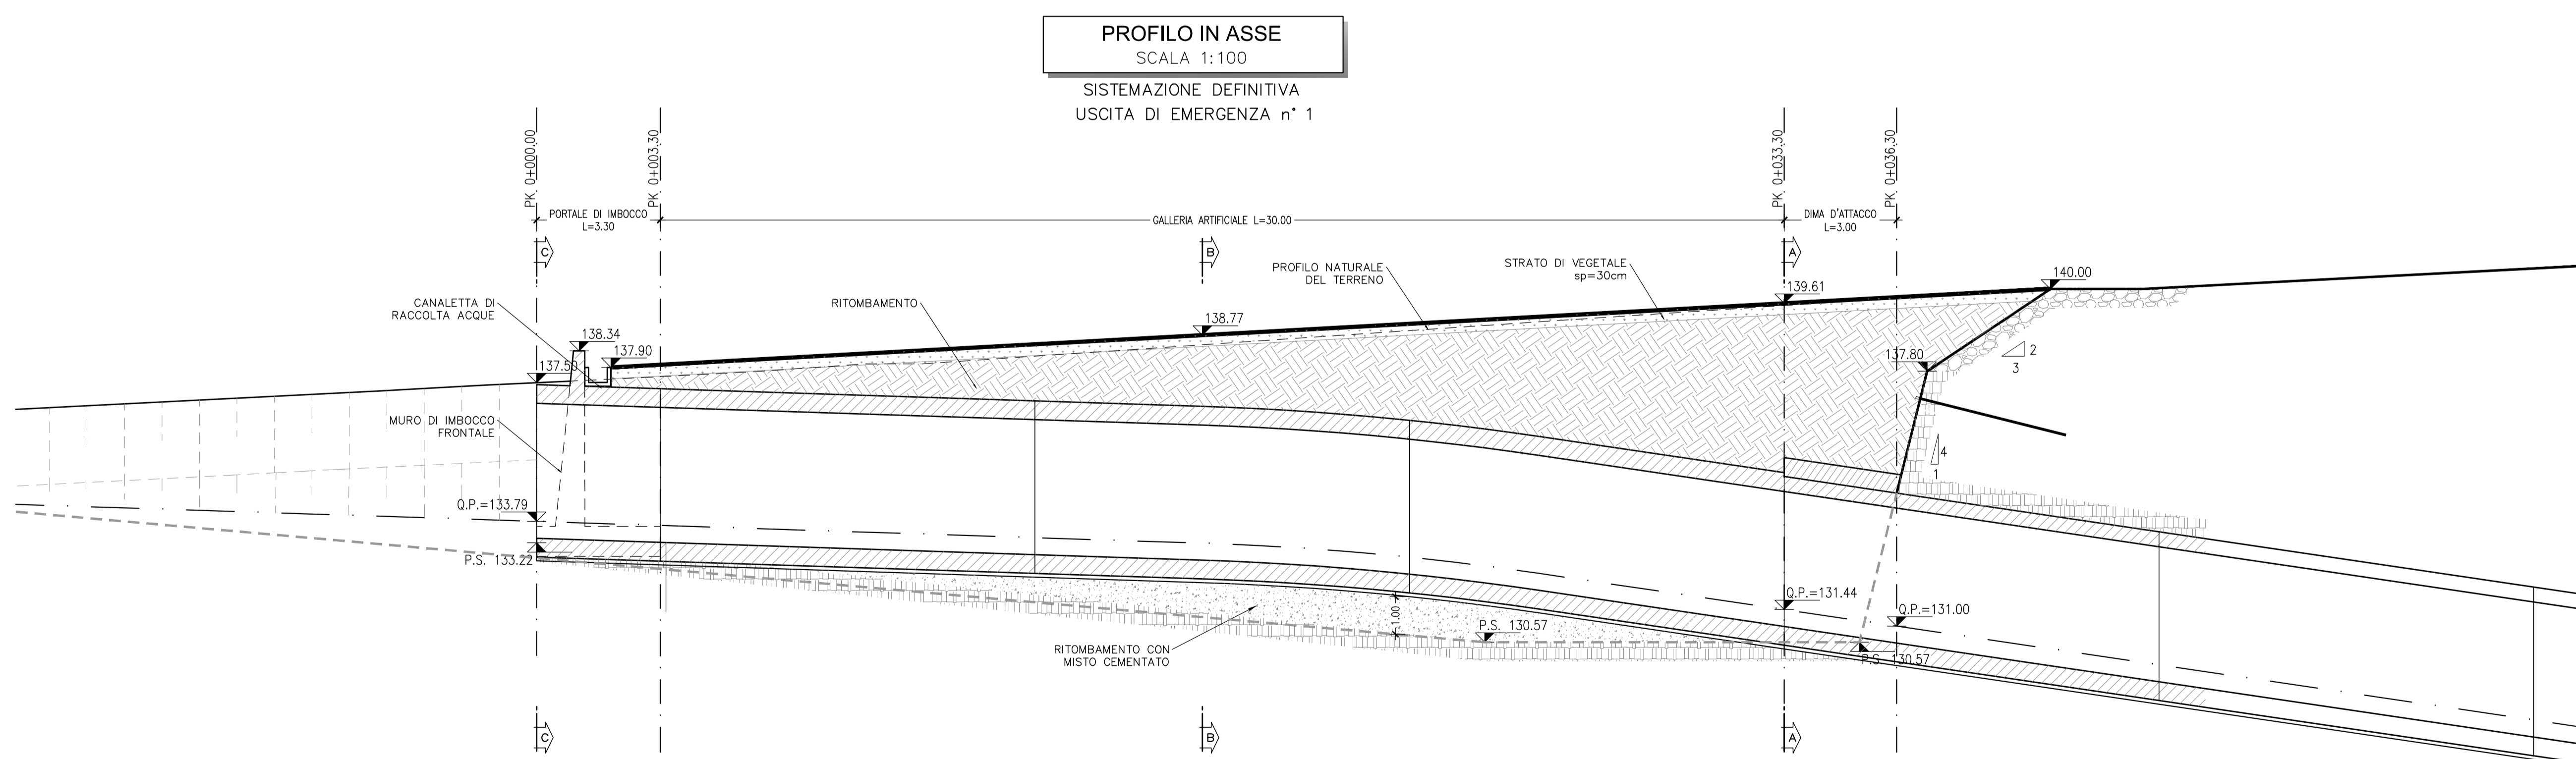 PROFILO IN ASSE
SCALA 1:100
SISTEMAZIONE DEFINITIVA
USCITA DI EMERGENZA n° 1
PK 0+000.00
PK 0+003.30
PK 0+033.30
PK 0+036.30
PORTALE DI IMBOCCO
L=3.30
GALLERIA ARTIFICIALE L=30.00
DIMA D'ATTACCO
L=3.00
C
B
A
PROFILO NATURALE
DEL TERRENO
STRATO DI VEGETALE
sp=30cm
CANALETTA DI
RACCOLTA ACQUE
RITOMBAMENTO
140.00
139.61
138.77
138.34
137.90
137.50
137.80
2
3
4
1
MURO DI IMBOCCO
FRONTALE
Q.P.=133.79
P.S. 133.22
Q.P.=131.44
Q.P.=131.00
1.00
P.S. 130.57
P.S. 130.57
RITOMBAMENTO CON
MISTO CEMENTATO
C
B
A